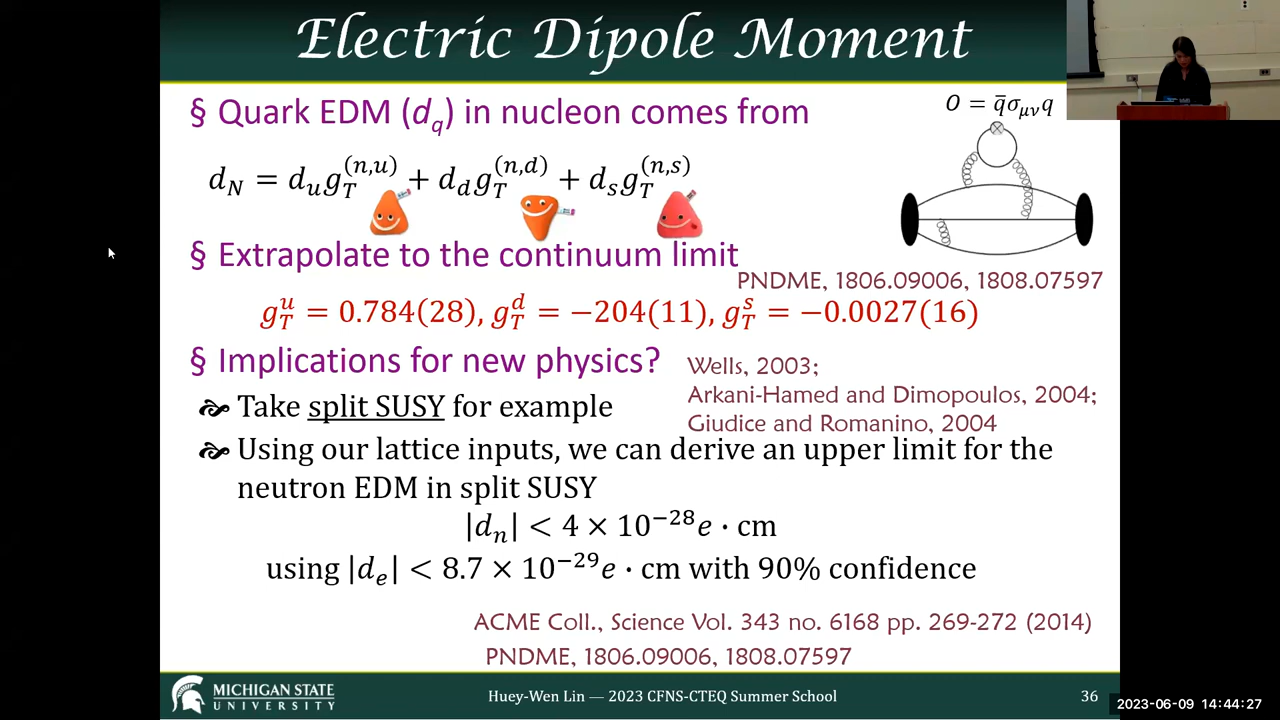 Electric Dipole Moment
§ Quark EDM (d_q) in nucleon comes from
O = q̄σ_μν q
d_N = d_u g_T^(n,u) + d_d g_T^(n,d) + d_s g_T^(n,s)
§ Extrapolate to the continuum limit
PNDME, 1806.09006, 1808.07597
g_T^u = 0.784(28), g_T^d = −204(11), g_T^s = −0.0027(16)
§ Implications for new physics?
Wells, 2003;
Arkani-Hamed and Dimopoulos, 2004;
Giudice and Romanino, 2004
Take split SUSY for example
Using our lattice inputs, we can derive an upper limit for the
neutron EDM in split SUSY
|d_n| < 4 × 10^−28 e · cm
using |d_e| < 8.7 × 10^−29 e · cm with 90% confidence
ACME Coll., Science Vol. 343 no. 6168 pp. 269-272 (2014)
PNDME, 1806.09006, 1808.07597
MICHIGAN STATE
UNIVERSITY
Huey-Wen Lin — 2023 CFNS-CTEQ Summer School
36
2023-06-09 14:44:27